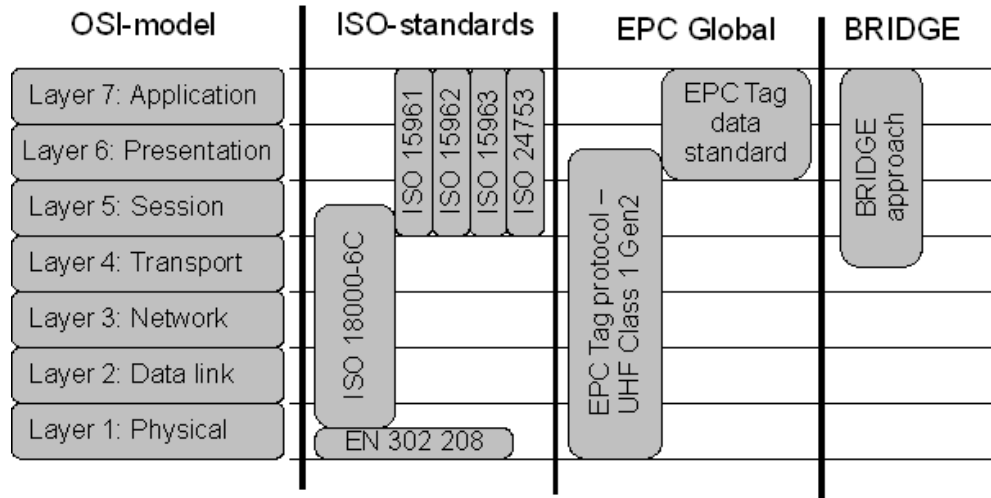 OSI-model
ISO-standards
EPC Global
BRIDGE
Layer 7: Application
Layer 6: Presentation
Layer 5: Session
Layer 4: Transport
Layer 3: Network
Layer 2: Data link
Layer 1: Physical
ISO 18000-6C
ISO 15961
ISO 15962
ISO 15963
ISO 24753
EN 302 208
EPC Tag protocol –
UHF Class 1 Gen2
EPC Tag
data
standard
BRIDGE
approach